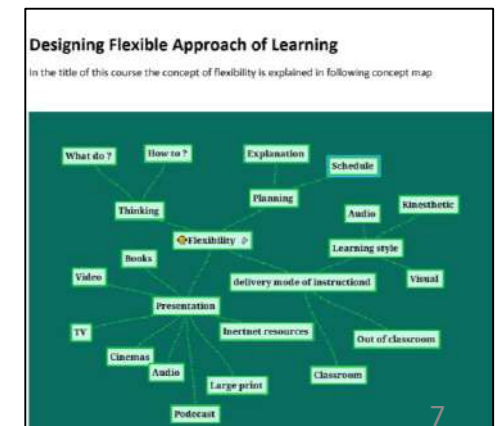 Designing Flexible Approach of Learning
In the title of this course the concept of flexibility is explained in following concept map
What do ?
How to ?
Explanation
Schedule
Thinking
Planning
Audio
Kinesthetic
Flexibility
Learning style
Books
Video
delivery mode of instructiond
Visual
Presentation
TV
Inertnet resources
Out of classroom
Cinemas
Audio
Large print
Classroom
Podecast
7